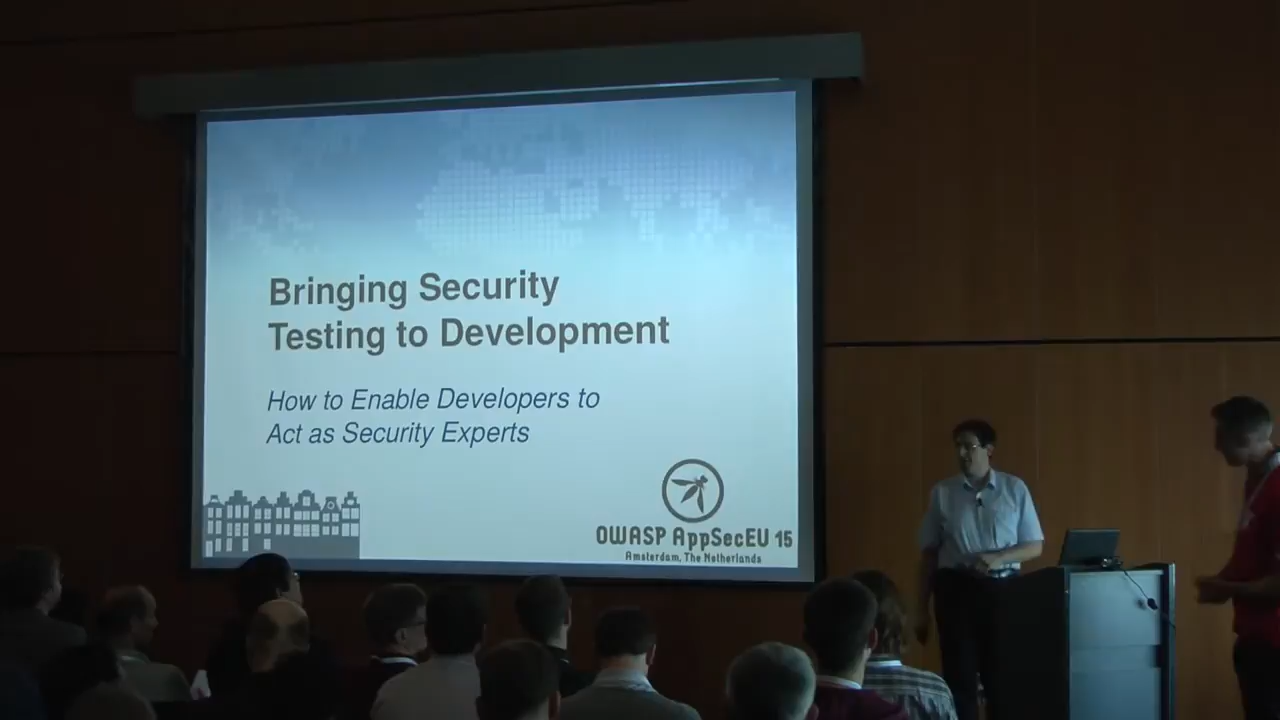 Bringing Security
Testing to Development
How to Enable Developers to
Act as Security Experts
OWASP AppSecEU 15
Amsterdam, The Netherlands